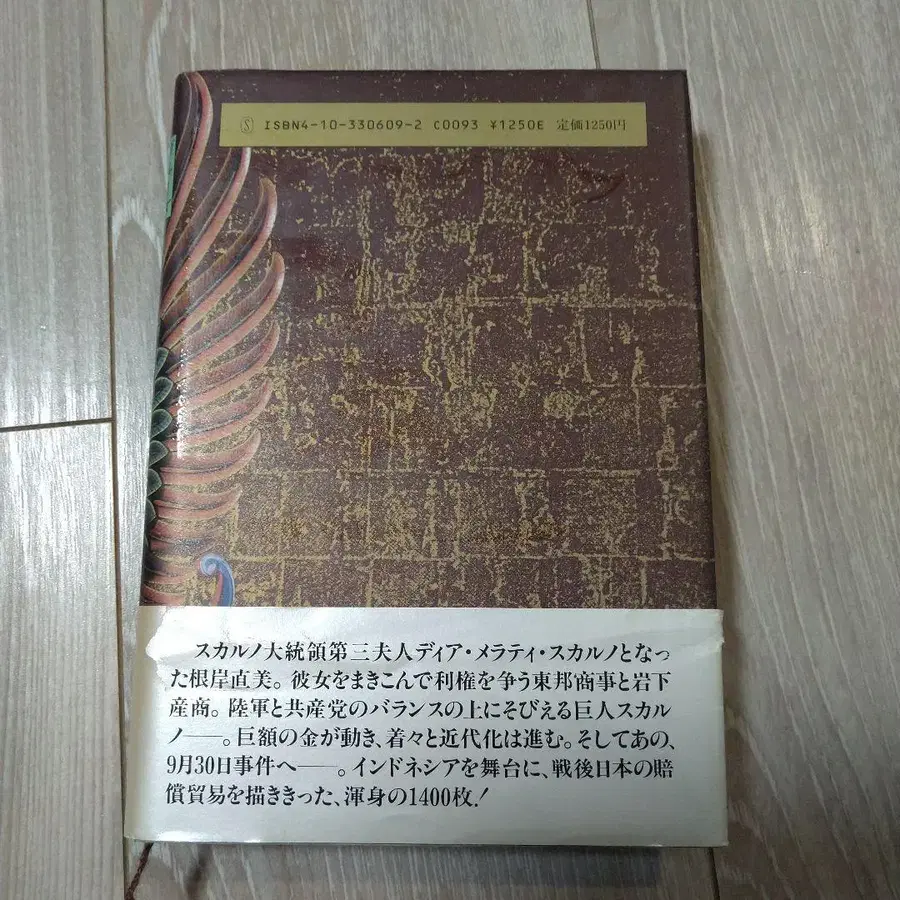 Ⓢ ISBN4-10-330609-2 C0093 ¥1250E 定価1250円
スカルノ大統領第三夫人ディア・メラティ・スカルノとなっ
た根岸直美。彼女をまきこんで利権を争う東邦商事と岩下
産商。陸軍と共産党のバランスの上にそびえる巨人スカル
ノ――。巨額の金が動き、着々と近代化は進む。そしてあの、
9月30日事件へ――。インドネシアを舞台に、戦後日本の賠
償貿易を描ききった、渾身の1400枚!